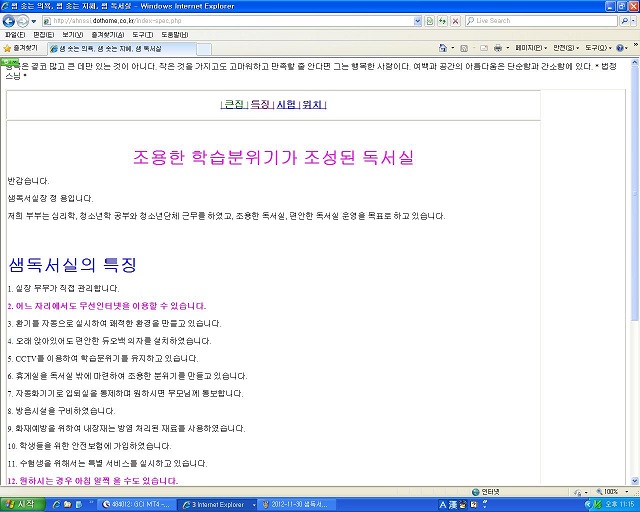 샘 솟는 의욕, 샘 솟는 지혜, 샘 독서실 - Windows Internet Explorer
http://ahnssi.dothome.co.kr/index-spec.php
Live Search
파일(F) 편집(E) 보기(V) 즐겨찾기(A) 도구(T) 도움말(H)
즐겨찾기 샘 솟는 의욕, 샘 솟는 지혜, 샘 독서실
페이지(P) 안전(S) 도구(O)
행복은 결코 많고 큰 데만 있는 것이 아니다. 작은 것을 가지고도 고마워하고 만족할 줄 안다면 그는 행복한 사람이다. 여백과 공간의 아름다움은 단순함과 간소함에 있다. * 법정
스님 *
| 큰집 | 특징 | 시험 | 위치 |
조용한 학습분위기가 조성된 독서실
반갑습니다.
샘독서실장 정 용입니다.
저희 부부는 심리학, 청소년학 공부와 청소년단체 근무를 하였고, 조용한 독서실, 편안한 독서실 운영을 목표로 하고 있습니다.
샘독서실의 특징
1. 실장 부부가 직접 관리합니다.
2. 어느 자리에서도 무선인터넷을 이용할 수 있습니다.
3. 환기를 자동으로 실시하여 쾌적한 환경을 만들고 있습니다.
4. 오래 앉아있어도 편안한 듀오백 의자를 설치하였습니다.
5. CCTV를 이용하여 학습분위기를 유지하고 있습니다.
6. 휴게실을 독서실 밖에 마련하여 조용한 분위기를 만들고 있습니다.
7. 자동화기기로 입퇴실을 통제하며 원하시면 부모님께 통보합니다.
8. 방음시설을 구비하였습니다.
9. 화재예방을 위하여 내장재는 방염 처리된 재료를 사용하였습니다.
10. 학생들을 위한 안전보험에 가입하였습니다.
11. 수험생을 위해서는 특별 서비스를 실시하고 있습니다.
12. 원하시는 경우 아침 일찍 올 수도 있습니다.
인터넷 100%
시작 464012: GCI MT4 -... 3 Internet Explorer 2012-11-30 샘독서... A 漢 오후 11:15